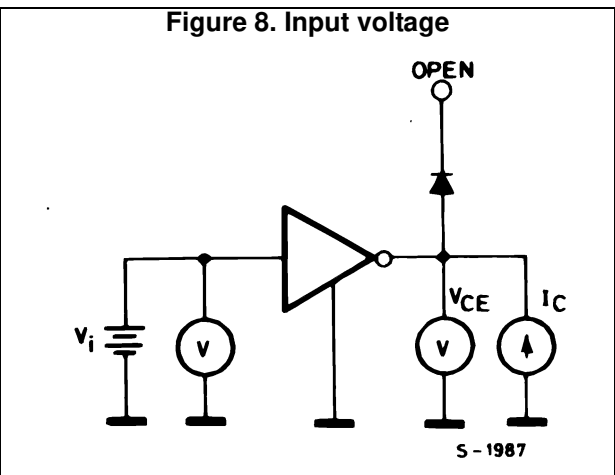 Figure 8. Input voltage
OPEN
Vi
V
VCE
V
IC
S-1987